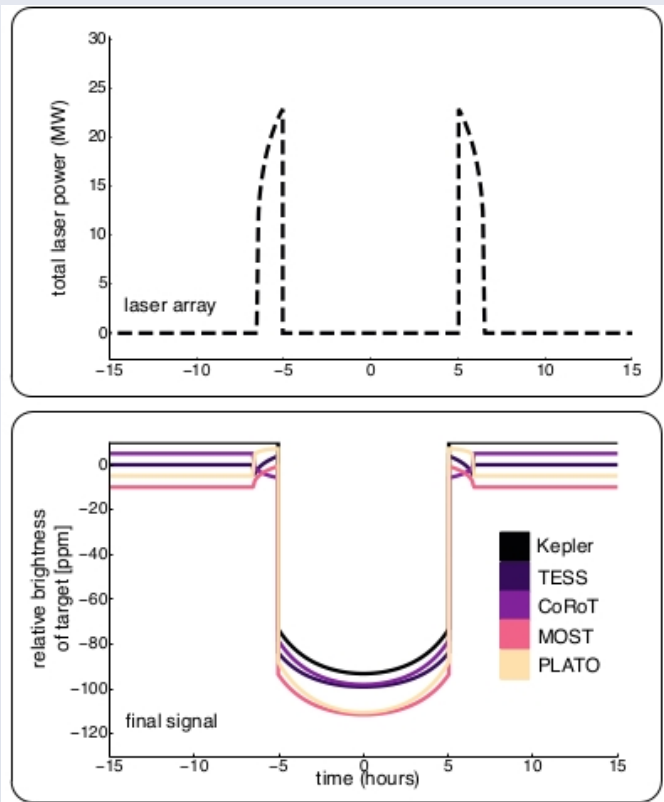 30
25
20
15
10
5
0
total laser power (MW)
laser array
−15 −10 −5 0 5 10 15
0
−20
−40
−60
−80
−100
−120
relative brightness
of target [ppm]
Kepler
TESS
CoRoT
MOST
PLATO
final signal
−15 −10 −5 0 5 10 15
time (hours)